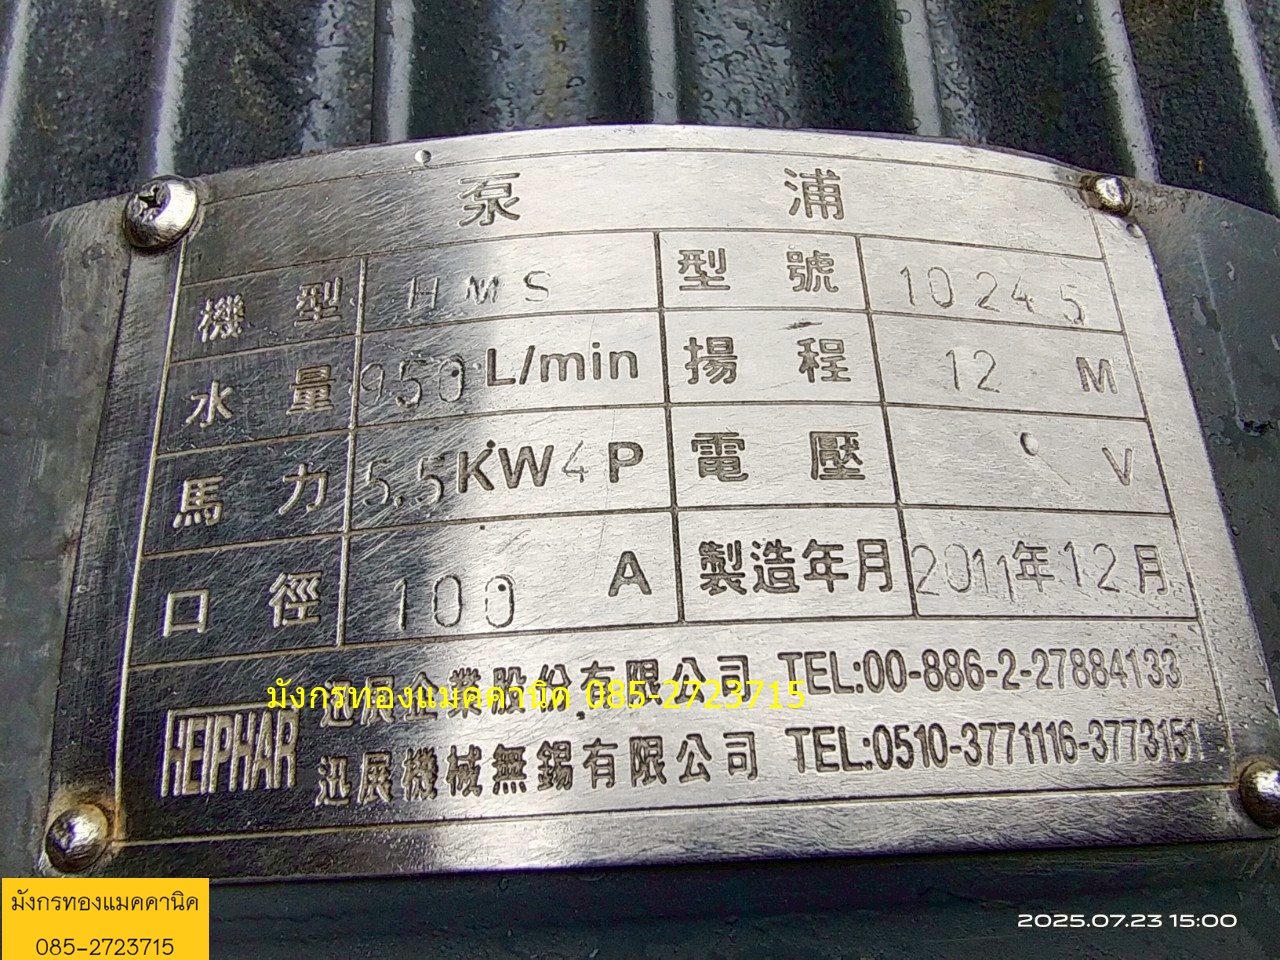 泵 浦
機型 HMS 型號 10245
水量 950 L/min 揚程 12 M
馬力 5.5KW4P 電壓 V
口徑 100 A 製造年月 2011年12月
迅展企業股份有限公司 TEL:00-886-2-27884133
มังกรทองแมคคานิค 085-2723715
HEIPHAR 迅展機械無錫有限公司 TEL:0510-3771116-3773151
มังกรทองแมคคานิค
085-2723715
2025.07.23 15:00